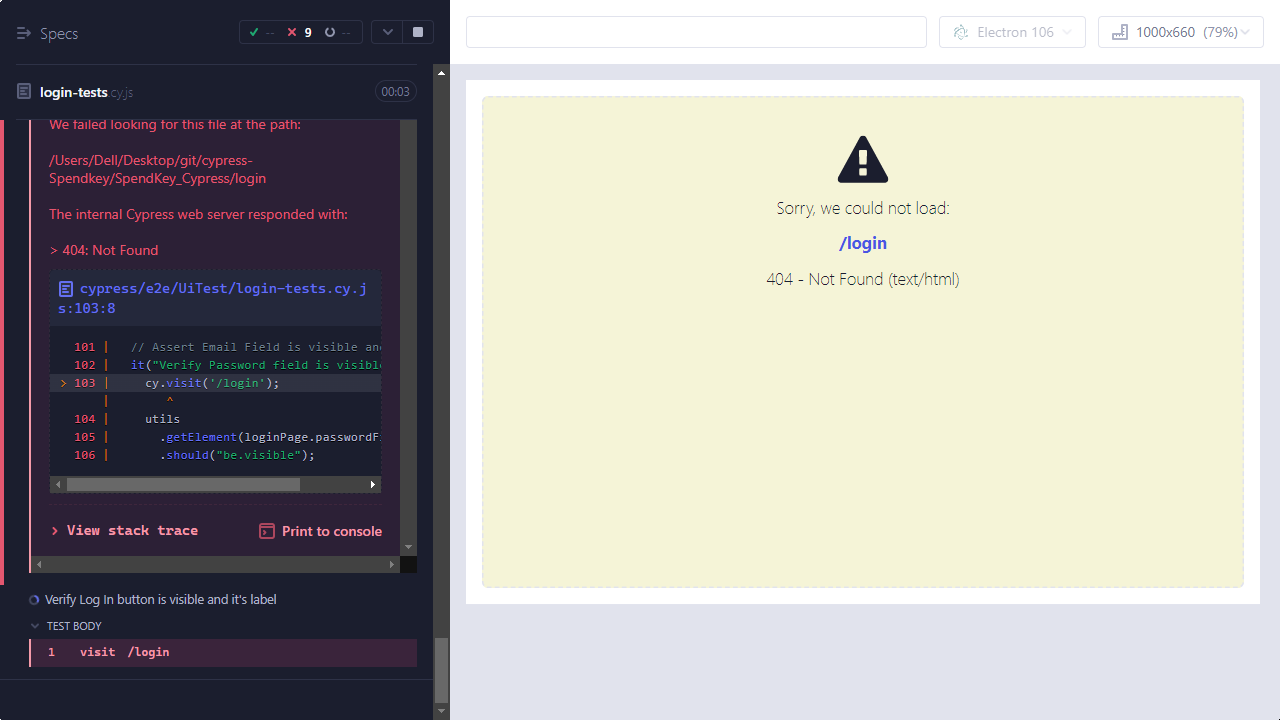 Specs
-- 9 --
login-tests.cy.js
00:03
We failed looking for this file at the path:
/Users/Dell/Desktop/git/cypress-
Spendkey/SpendKey_Cypress/login
The internal Cypress web server responded with:
> 404: Not Found
cypress/e2e/UiTest/login-tests.cy.j
s:103:8
101 | // Assert Email Field is visible an
102 | it("Verify Password field is visible
> 103 | cy.visit('/login');
| ^
104 | utils
105 | .getElement(loginPage.passwordF
106 | .should("be.visible");
View stack trace
Print to console
Verify Log In button is visible and it's label
TEST BODY
1 visit /login
Electron 106
1000x660 (79%)
Sorry, we could not load:
/login
404 - Not Found (text/html)